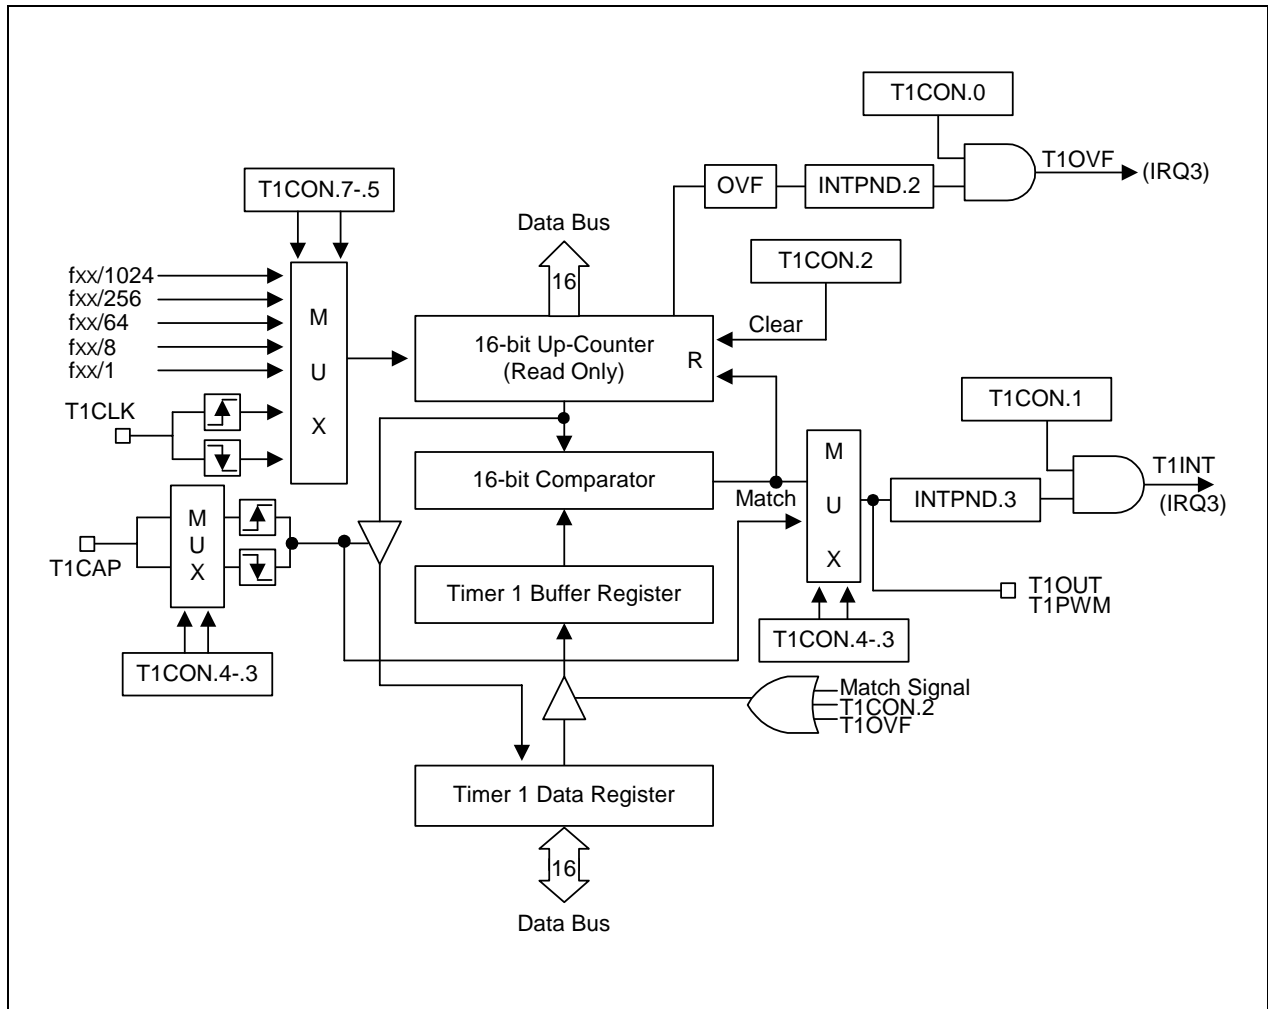 T1CON.0
T1OVF
(IRQ3)
OVF
INTPND.2
T1CON.7-.5
Data Bus
16
T1CON.2
fxx/1024
fxx/256
fxx/64
fxx/8
fxx/1
M
U
X
16-bit Up-Counter
(Read Only)
R
Clear
T1CLK
T1CON.1
16-bit Comparator
Match
M
U
X
INTPND.3
T1INT
(IRQ3)
T1CAP
M
U
X
Timer 1 Buffer Register
T1OUT
T1PWM
T1CON.4-.3
T1CON.4-.3
Match Signal
T1CON.2
T1OVF
Timer 1 Data Register
16
Data Bus